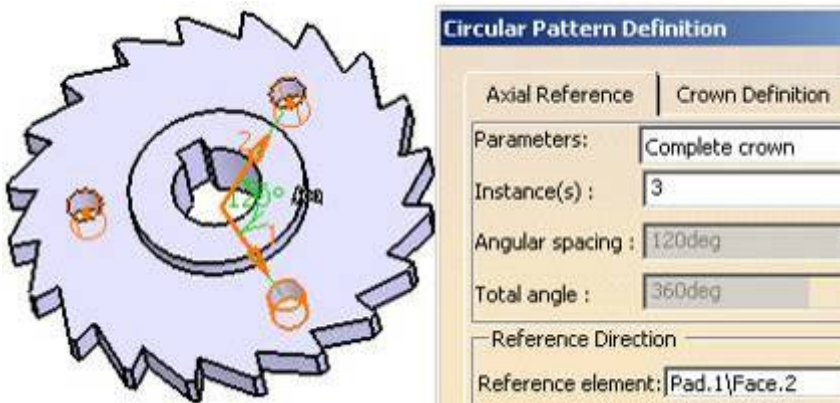 Circular Pattern Definition
Axial Reference
Crown Definition
Parameters: Complete crown
Instance(s) : 3
Angular spacing : 120deg
Total angle : 360deg
Reference Direction
Reference element: Pad.1\Face.2
120°